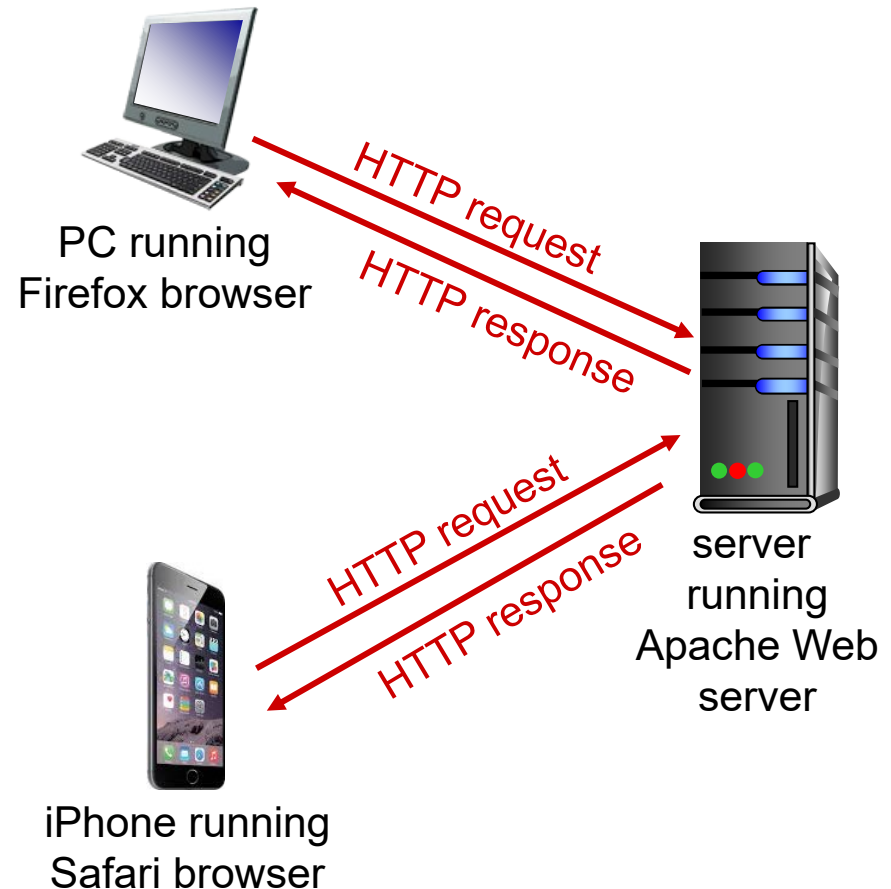 HTTP request
HTTP response
PC running
Firefox browser
HTTP request
HTTP response
server
running
Apache Web
server
iPhone running
Safari browser